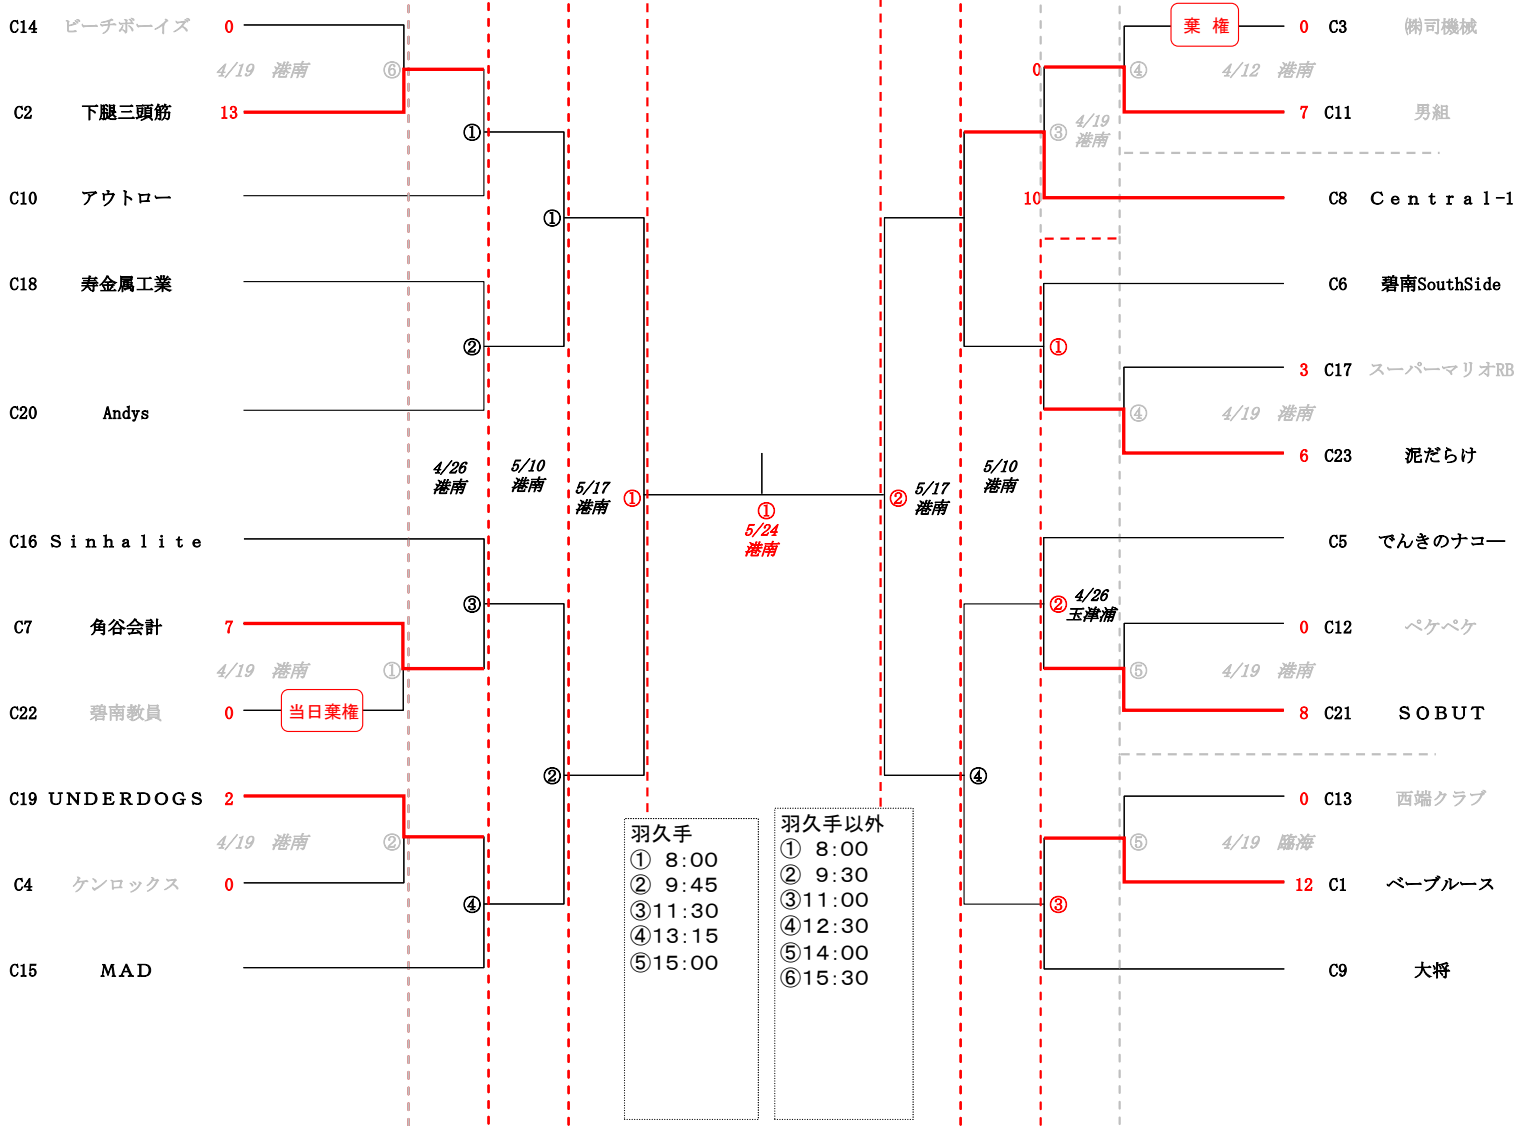 C14 ビーチボーイズ 0
4/19 港南 ⑥
C2 下腿三頭筋 13
①
C10 アウトロー
①
C18 寿金属工業
②
C20 Andys
4/26
港南
5/10
港南
5/17
港南
①
C16 Ｓｉｎｈａｌｉｔｅ
③
C7 角谷会計 7
4/19 港南 ①
C22 碧南教員 0 当日棄権
②
C19 ＵＮＤＥＲＤＯＧＳ 2
4/19 港南 ②
C4 ケンロックス 0
④
C15 ＭＡＤ
①
5/24
港南
羽久手
① 8:00
② 9:45
③11:30
④13:15
⑤15:00
羽久手以外
① 8:00
② 9:30
③11:00
④12:30
⑤14:00
⑥15:30
棄 権 0 C3 ㈱司機械
0 ④ 4/12 港南
7 C11 男組
③ 4/19
港南
10 C8 Ｃｅｎｔｒａｌ-1
C6 碧南SouthSide
①
3 C17 スーパーマリオRB
④ 4/19 港南
6 C23 泥だらけ
② 5/17
港南
5/10
港南
C5 でんきのナコー
② 4/26
玉津浦
0 C12 ペケペケ
⑤ 4/19 港南
8 C21 ＳＯＢＵＴ
④
0 C13 西端クラブ
⑤ 4/19 臨海
12 C1 ベーブルース
③
C9 大将